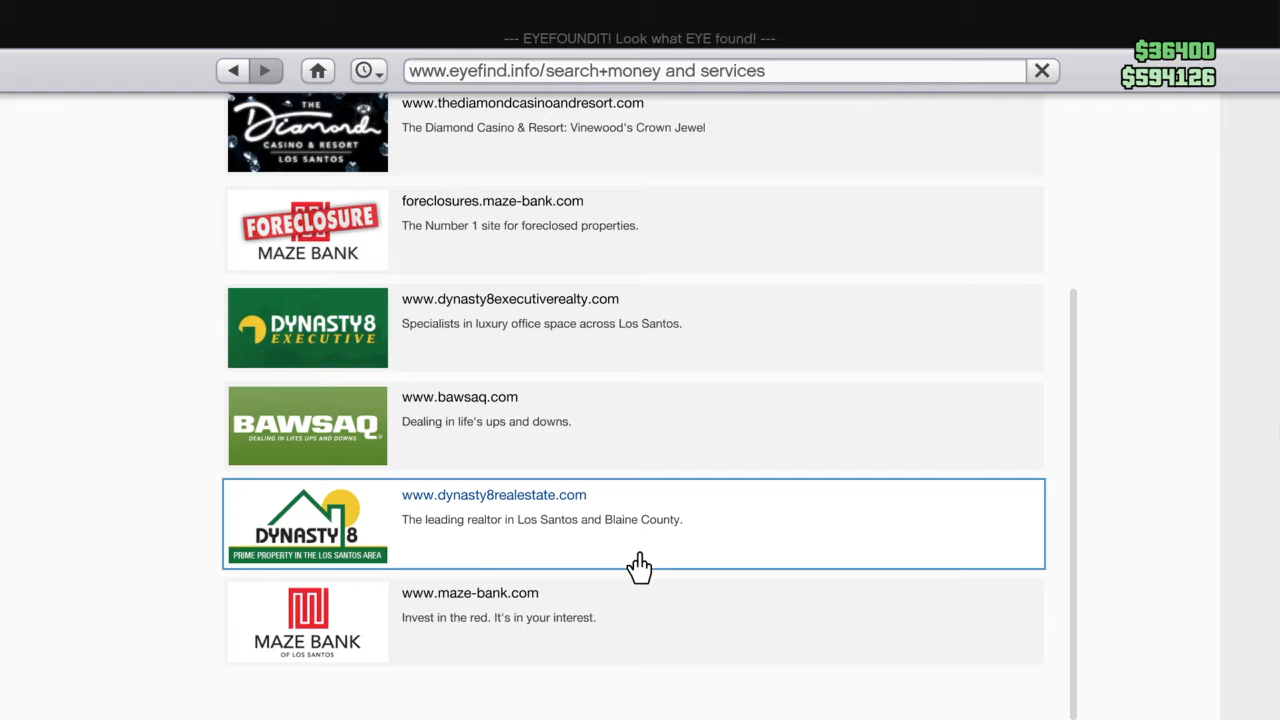 --- EYEFOUNDIT! Look what EYE found! ---
$36400
$594126
www.eyefind.info/search+money and services
THE
Diamond
CASINO & RESORT
LOS SANTOS
www.thediamondcasinoandresort.com
The Diamond Casino & Resort: Vinewood's Crown Jewel
FORECLOSURE
MAZE BANK
foreclosures.maze-bank.com
The Number 1 site for foreclosed properties.
DYNASTY8
EXECUTIVE
www.dynasty8executiverealty.com
Specialists in luxury office space across Los Santos.
BAWSAQ
DEALING IN LIFES UPS AND DOWNS
www.bawsaq.com
Dealing in life's ups and downs.
DYNASTY 8
PRIME PROPERTY IN THE LOS SANTOS AREA
www.dynasty8realestate.com
The leading realtor in Los Santos and Blaine County.
MAZE BANK
OF LOS SANTOS
www.maze-bank.com
Invest in the red. It's in your interest.